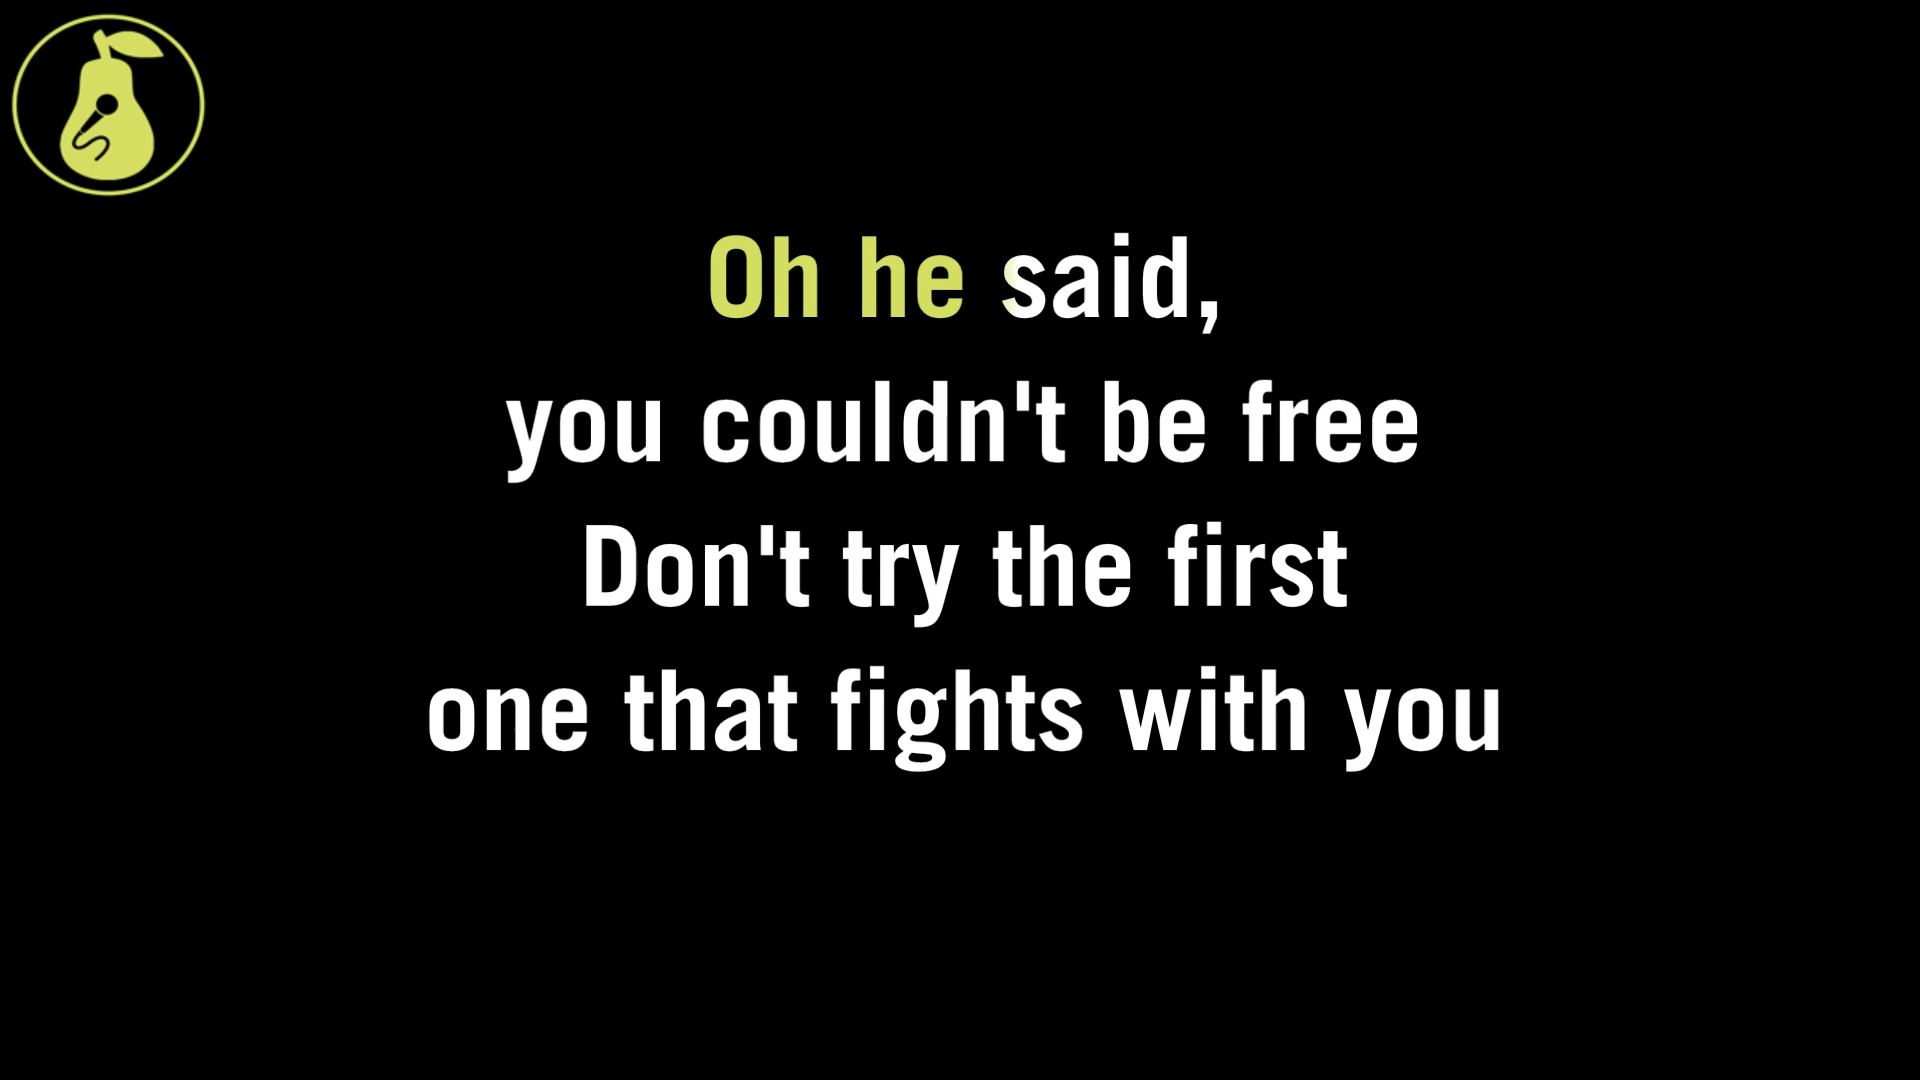 Oh he said,
you couldn't be free
Don't try the first
one that fights with you